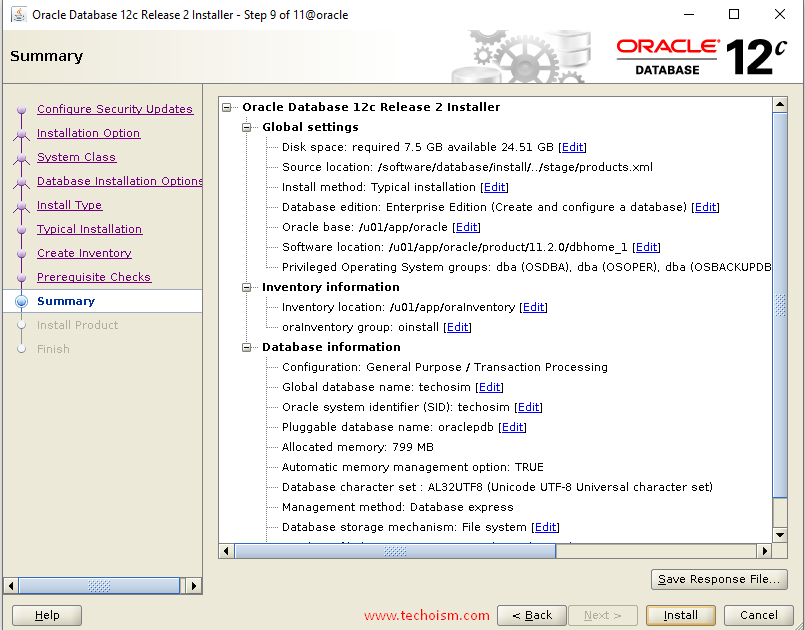 Oracle Database 12c Release 2 Installer - Step 9 of 11@oracle
Summary
ORACLE
DATABASE
12c
Configure Security Updates
Installation Option
System Class
Database Installation Options
Install Type
Typical Installation
Create Inventory
Prerequisite Checks
Summary
Install Product
Finish
Oracle Database 12c Release 2 Installer
Global settings
Disk space: required 7.5 GB available 24.51 GB [Edit]
Source location: /software/database/install/../stage/products.xml
Install method: Typical installation [Edit]
Database edition: Enterprise Edition (Create and configure a database) [Edit]
Oracle base: /u01/app/oracle [Edit]
Software location: /u01/app/oracle/product/11.2.0/dbhome_1 [Edit]
Privileged Operating System groups: dba (OSDBA), dba (OSOPER), dba (OSBACKUPDB
Inventory information
Inventory location: /u01/app/oraInventory [Edit]
oraInventory group: oinstall [Edit]
Database information
Configuration: General Purpose / Transaction Processing
Global database name: techosim [Edit]
Oracle system identifier (SID): techosim [Edit]
Pluggable database name: oraclepdb [Edit]
Allocated memory: 799 MB
Automatic memory management option: TRUE
Database character set : AL32UTF8 (Unicode UTF-8 Universal character set)
Management method: Database express
Database storage mechanism: File system [Edit]
Save Response File...
Help
www.techoism.com
< Back
Next >
Install
Cancel